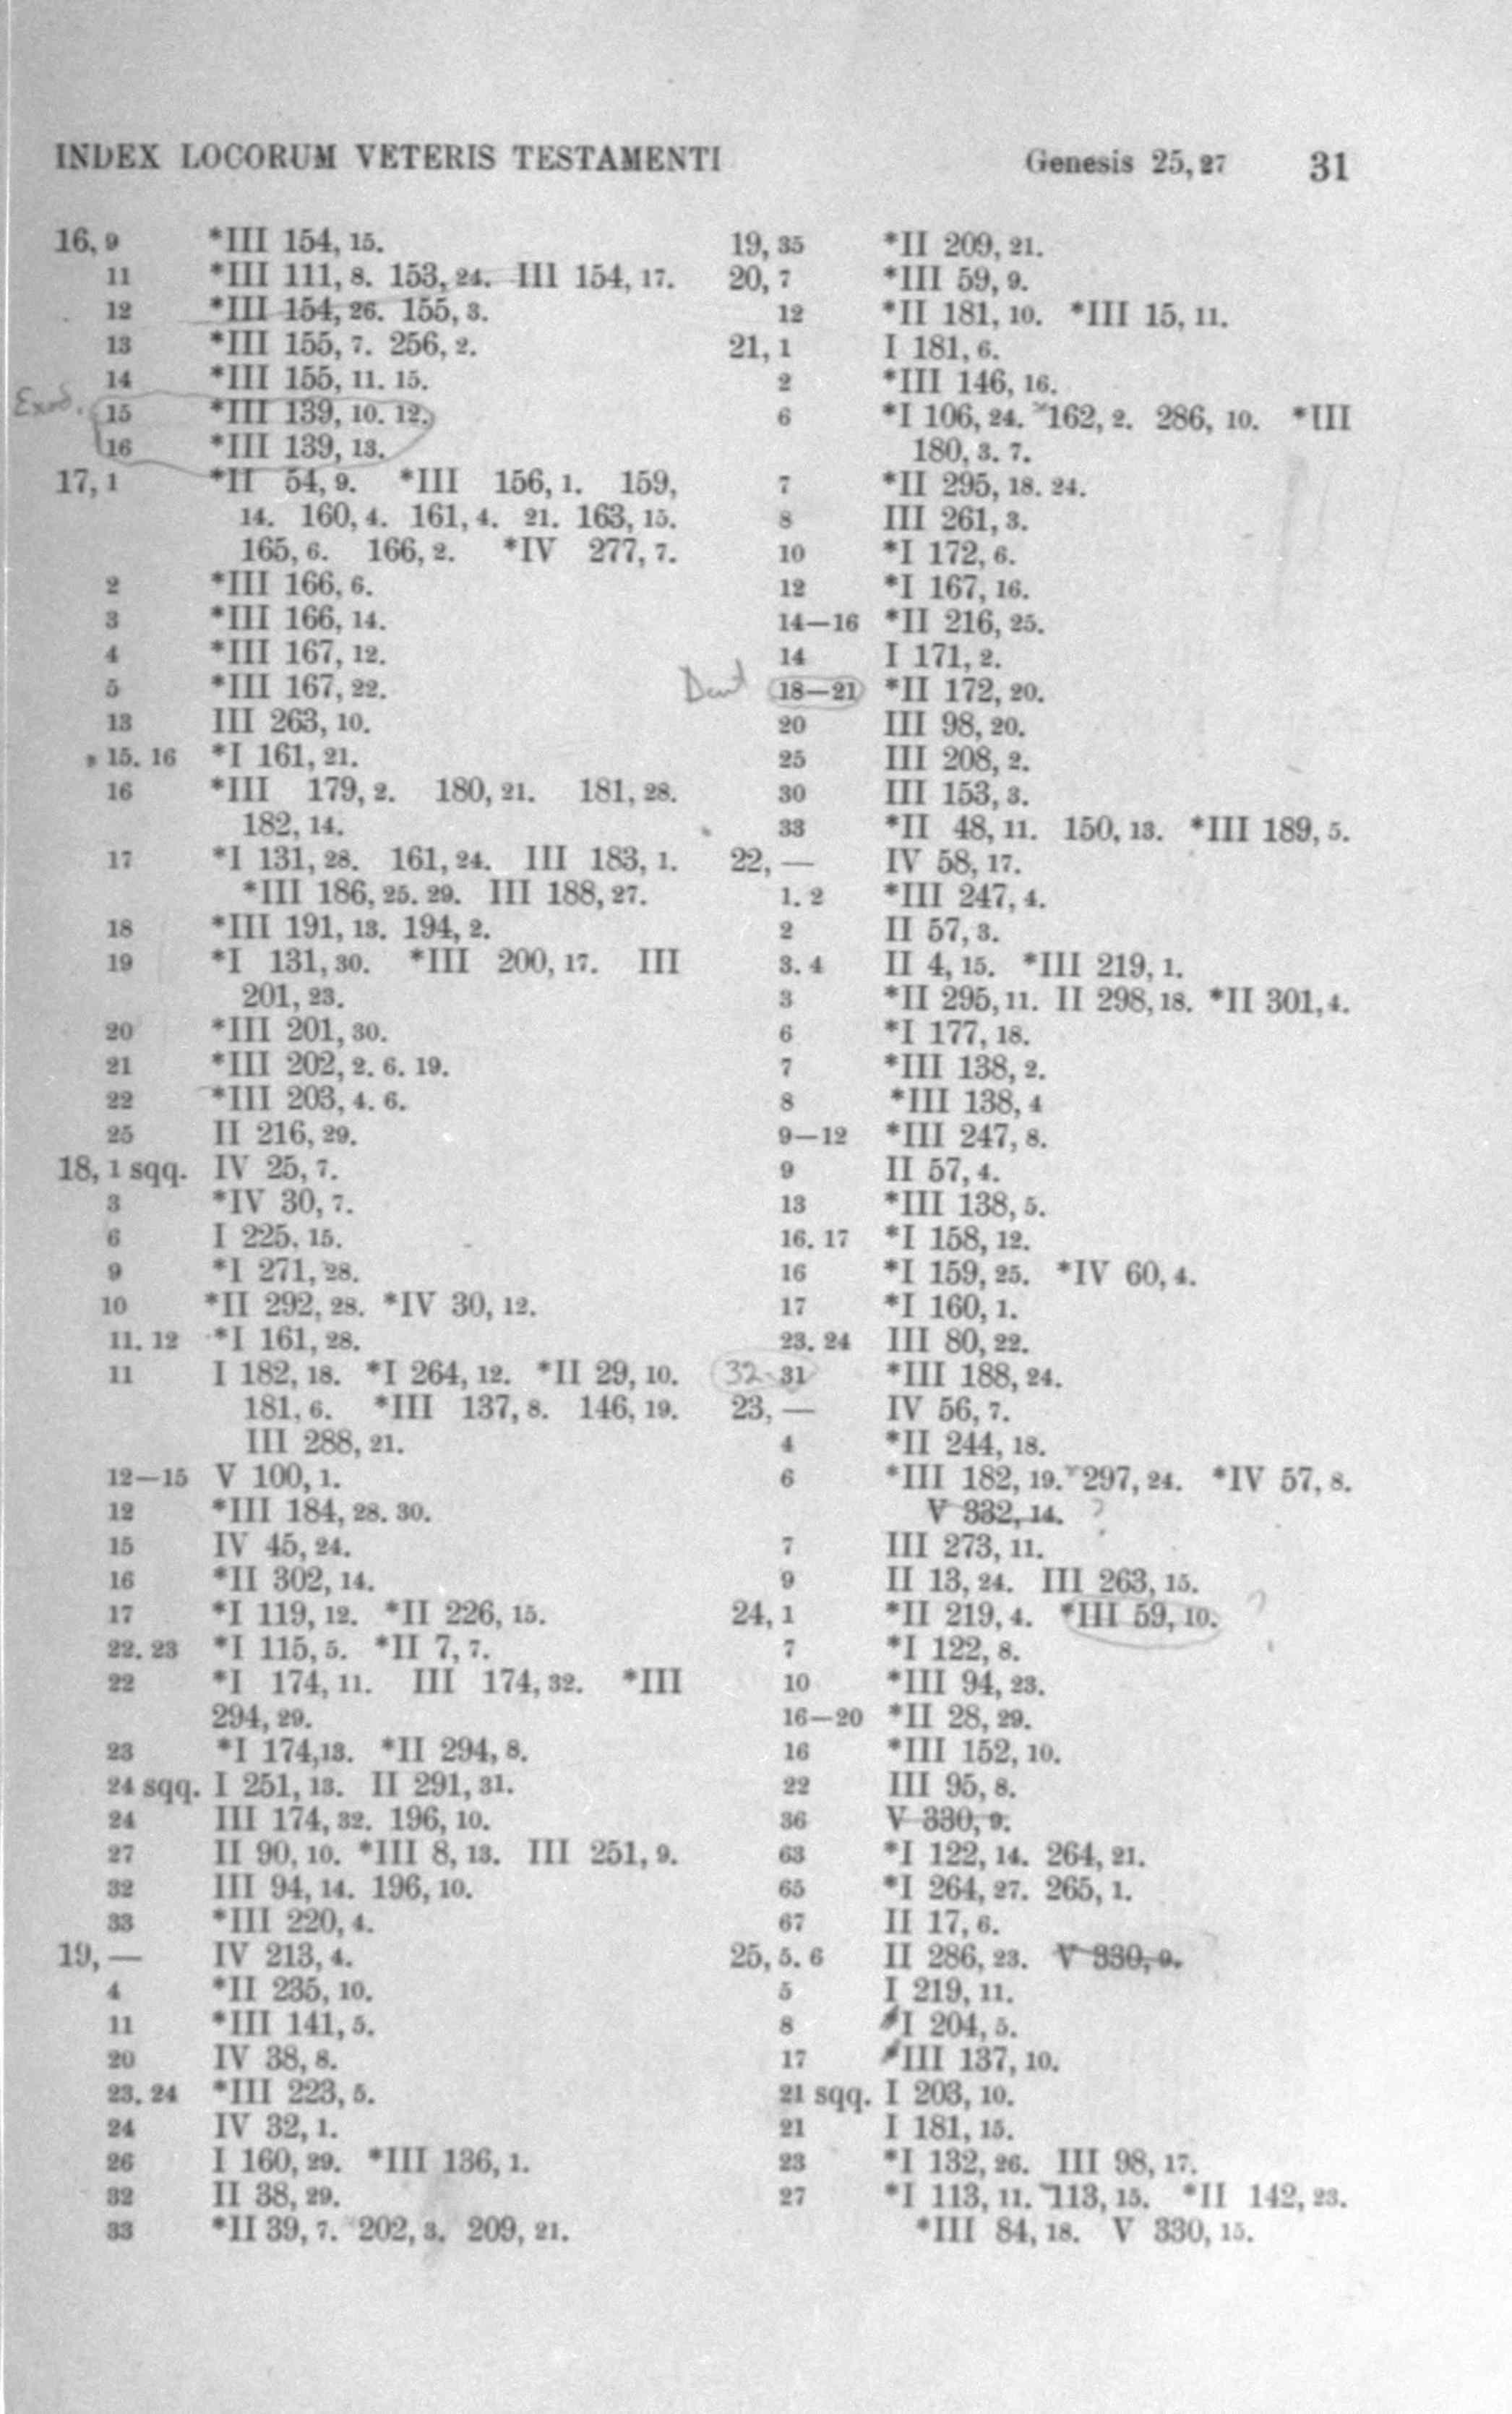 INDEX LOCORUM VETERIS TESTAMENTI Genesis 25, 27 31
16, 9 *III 154, 15.
11 *III 111, 8. 153, 24. III 154, 17.
12 *III 154, 26. 155, 3.
13 *III 155, 7. 256, 2.
14 *III 155, 11. 15.
Exod. 15 *III 139, 10. 12.
16 *III 139, 13.
17, 1 *II 54, 9. *III 156, 1. 159,
14. 160, 4. 161, 4. 21. 163, 15.
165, 6. 166, 2. *IV 277, 7.
2 *III 166, 6.
3 *III 166, 14.
4 *III 167, 12.
5 *III 167, 22.
13 III 263, 10.
15. 16 *I 161, 21.
16 *III 179, 2. 180, 21. 181, 28.
182, 14.
17 *I 131, 28. 161, 24. III 183, 1.
*III 186, 25. 29. III 188, 27.
18 *III 191, 13. 194, 2.
19 *I 131, 30. *III 200, 17. III
201, 23.
20 *III 201, 30.
21 *III 202, 2. 6. 19.
22 *III 203, 4. 6.
25 II 216, 29.
18, 1 sqq. IV 25, 7.
3 *IV 30, 7.
6 I 225, 15.
9 *I 271, 28.
10 *II 292, 28. *IV 30, 12.
11. 12 *I 161, 28.
11 I 182, 18. *I 264, 12. *II 29, 10.
181, 6. *III 137, 8. 146, 19.
III 288, 21.
12—15 V 100, 1.
12 *III 184, 28. 30.
15 IV 45, 24.
16 *II 302, 14.
17 *I 119, 12. *II 226, 15.
22. 23 *I 115, 5. *II 7, 7.
22 *I 174, 11. III 174, 32. *III
294, 29.
23 *I 174,13. *II 294, 8.
24 sqq. I 251, 13. II 291, 31.
24 III 174, 32. 196, 10.
27 II 90, 10. *III 8, 13. III 251, 9.
32 III 94, 14. 196, 10.
33 *III 220, 4.
19, — IV 213, 4.
4 *II 235, 10.
11 *III 141, 5.
20 IV 38, 8.
23. 24 *III 223, 5.
24 IV 32, 1.
26 I 160, 29. *III 136, 1.
32 II 38, 29.
33 *II 39, 7. 202, 3. 209, 21.
19, 35 *II 209, 21.
20, 7 *III 59, 9.
12 *II 181, 10. *III 15, 11.
21, 1 I 181, 6.
2 *III 146, 16.
6 *I 106, 24. *162, 2. 286, 10. *III
180, 3. 7.
7 *II 295, 18. 24.
8 III 261, 3.
10 *I 172, 6.
12 *I 167, 16.
14—16 *II 216, 25.
14 I 171, 2.
Deut 18—21 *II 172, 20.
20 III 98, 20.
25 III 208, 2.
30 III 153, 3.
33 *II 48, 11. 150, 13. *III 189, 5.
22, — IV 58, 17.
1. 2 *III 247, 4.
2 II 57, 3.
3. 4 II 4, 15. *III 219, 1.
3 *II 295, 11. II 298, 18. *II 301, 4.
6 *I 177, 18.
7 *III 138, 2.
8 *III 138, 4
9—12 *III 247, 8.
9 II 57, 4.
13 *III 138, 5.
16. 17 *I 158, 12.
16 *I 159, 25. *IV 60, 4.
17 *I 160, 1.
23. 24 III 80, 22.
32 31 *III 188, 24.
23, — IV 56, 7.
4 *II 244, 18.
6 *III 182, 19. 297, 24. *IV 57, 8.
V 332, 14. ?
7 III 273, 11.
9 II 13, 24. III 263, 15.
24, 1 *II 219, 4. *III 59, 10. ?
7 *I 122, 8.
10 *III 94, 23.
16—20 *II 28, 29.
16 *III 152, 10.
22 III 95, 8.
36 V 330, 9.
63 *I 122, 14. 264, 21.
65 *I 264, 27. 265, 1.
67 II 17, 6.
25, 5. 6 II 286, 23. V 330, 9.
5 I 219, 11.
8 *I 204, 5.
17 *III 137, 10.
21 sqq. I 203, 10.
21 I 181, 15.
23 *I 132, 26. III 98, 17.
27 *I 113, 11. 113, 15. *II 142, 23.
*III 84, 18. V 330, 15.